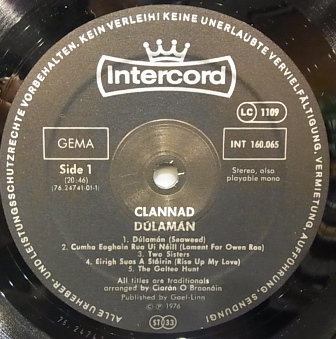 ALLE URHEBER- UND LEISTUNGSSCHUTZRECHTE VORBEHALTEN. KEIN VERLEIH! KEINE UNERLAUBTE VERVIELFÄLTIGUNG, AUFFÜHRUNG, SENDUNG!
Intercord
LC 1109
GEMA
INT 160.065
Side 1
(20:46)
(76.24741-01-1)
Stereo, also
playable mono
CLANNAD
DÚLAMÁN
1. Dúlamán (Seaweed)
2. Cumha Eoghain Rua Uí Néill (Lament For Owen Roe)
3. Two Sisters
4. Éirigh Suas A Stóirín (Rise Up My Love)
5. The Galtee Hunt
All titles are traditionals
arranged by Ciarán Ó Braonáin
Published by Gael-Linn
© ℗ 1976
ST 33